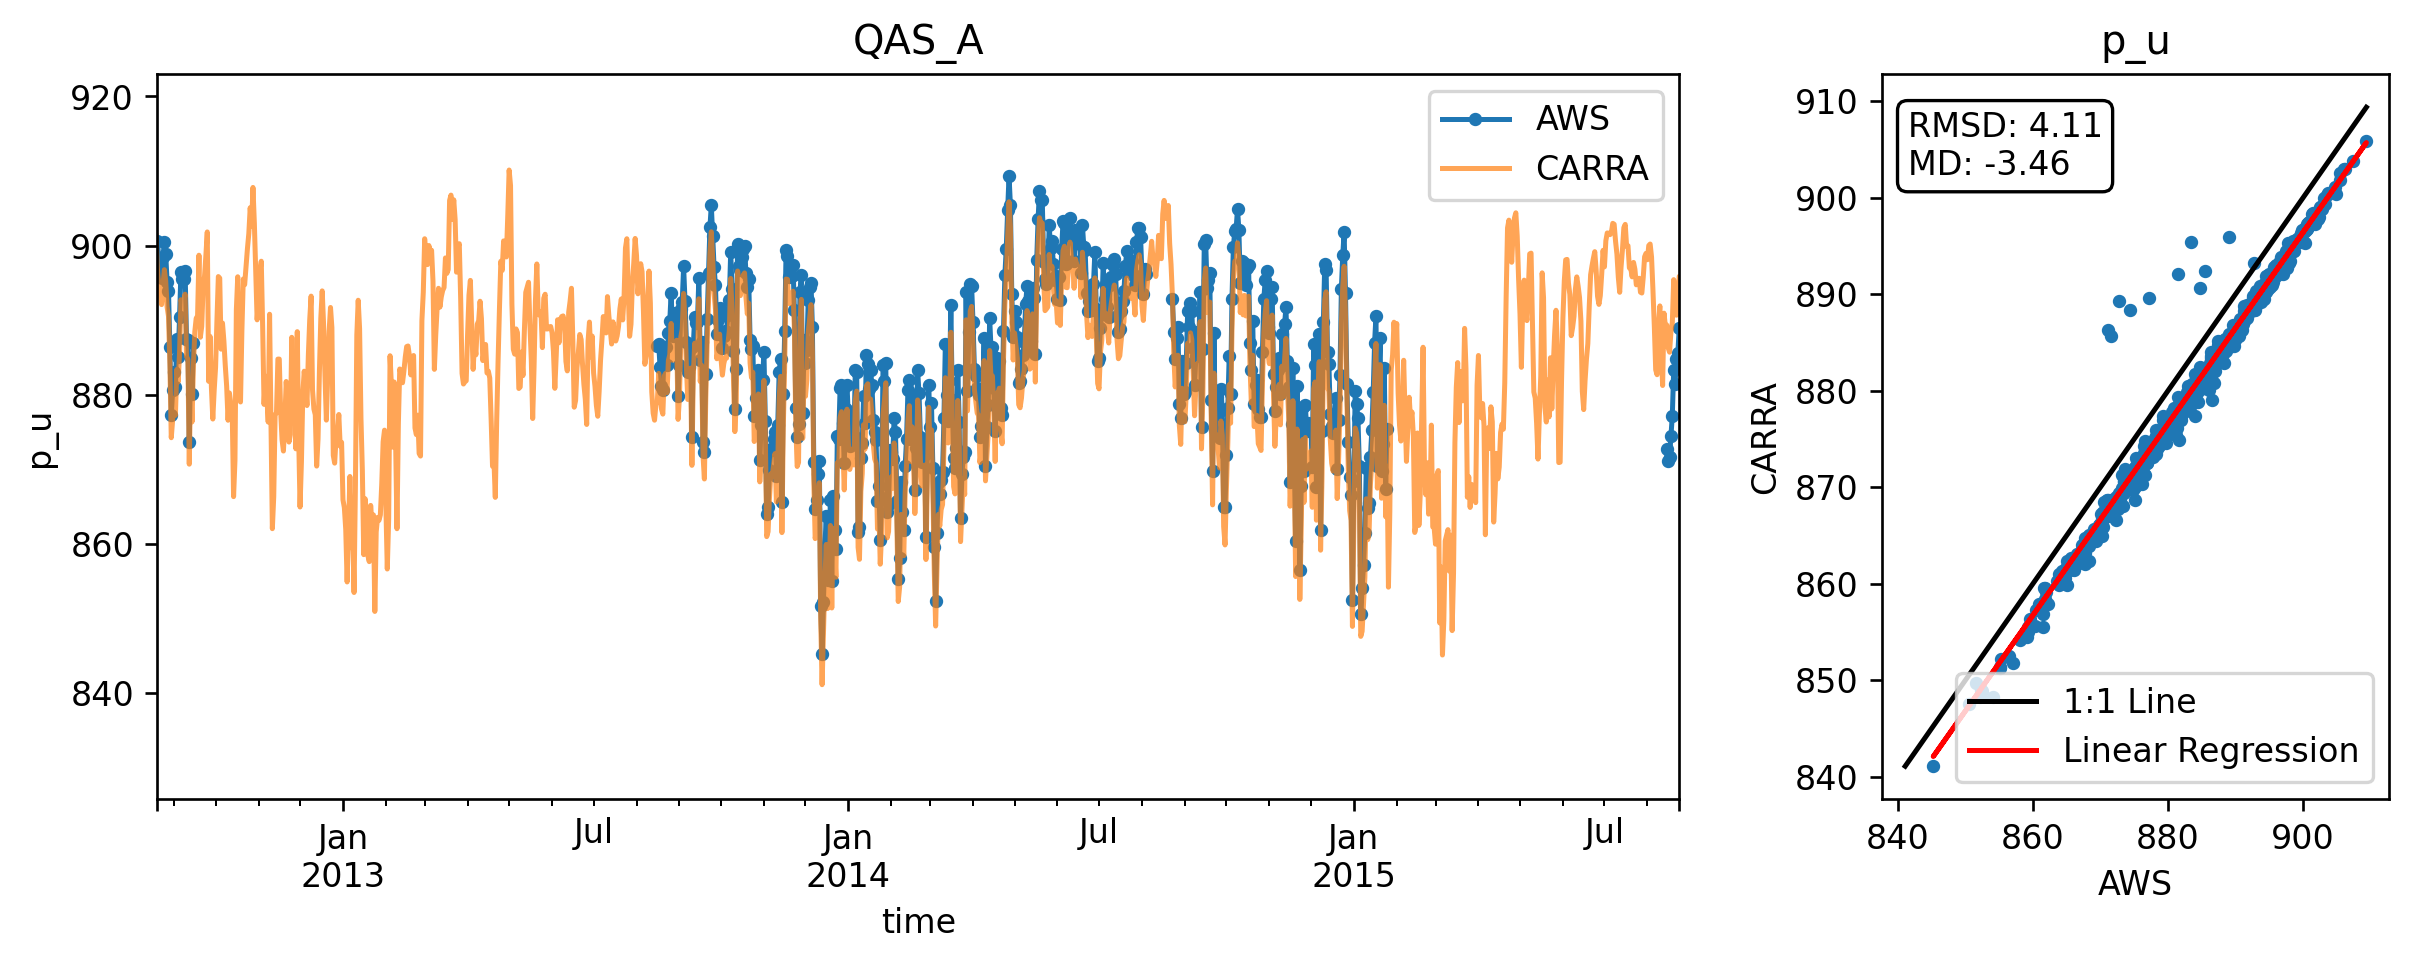 QAS_A
p_u
920
900
880
860
840
AWS
CARRA
Jan
2013
Jul
Jan
2014
Jul
Jan
2015
Jul
time
p_u
p_u
RMSD: 4.11
MD: -3.46
910
900
890
880
870
860
850
840
CARRA
1:1 Line
Linear Regression
840
860
880
900
AWS